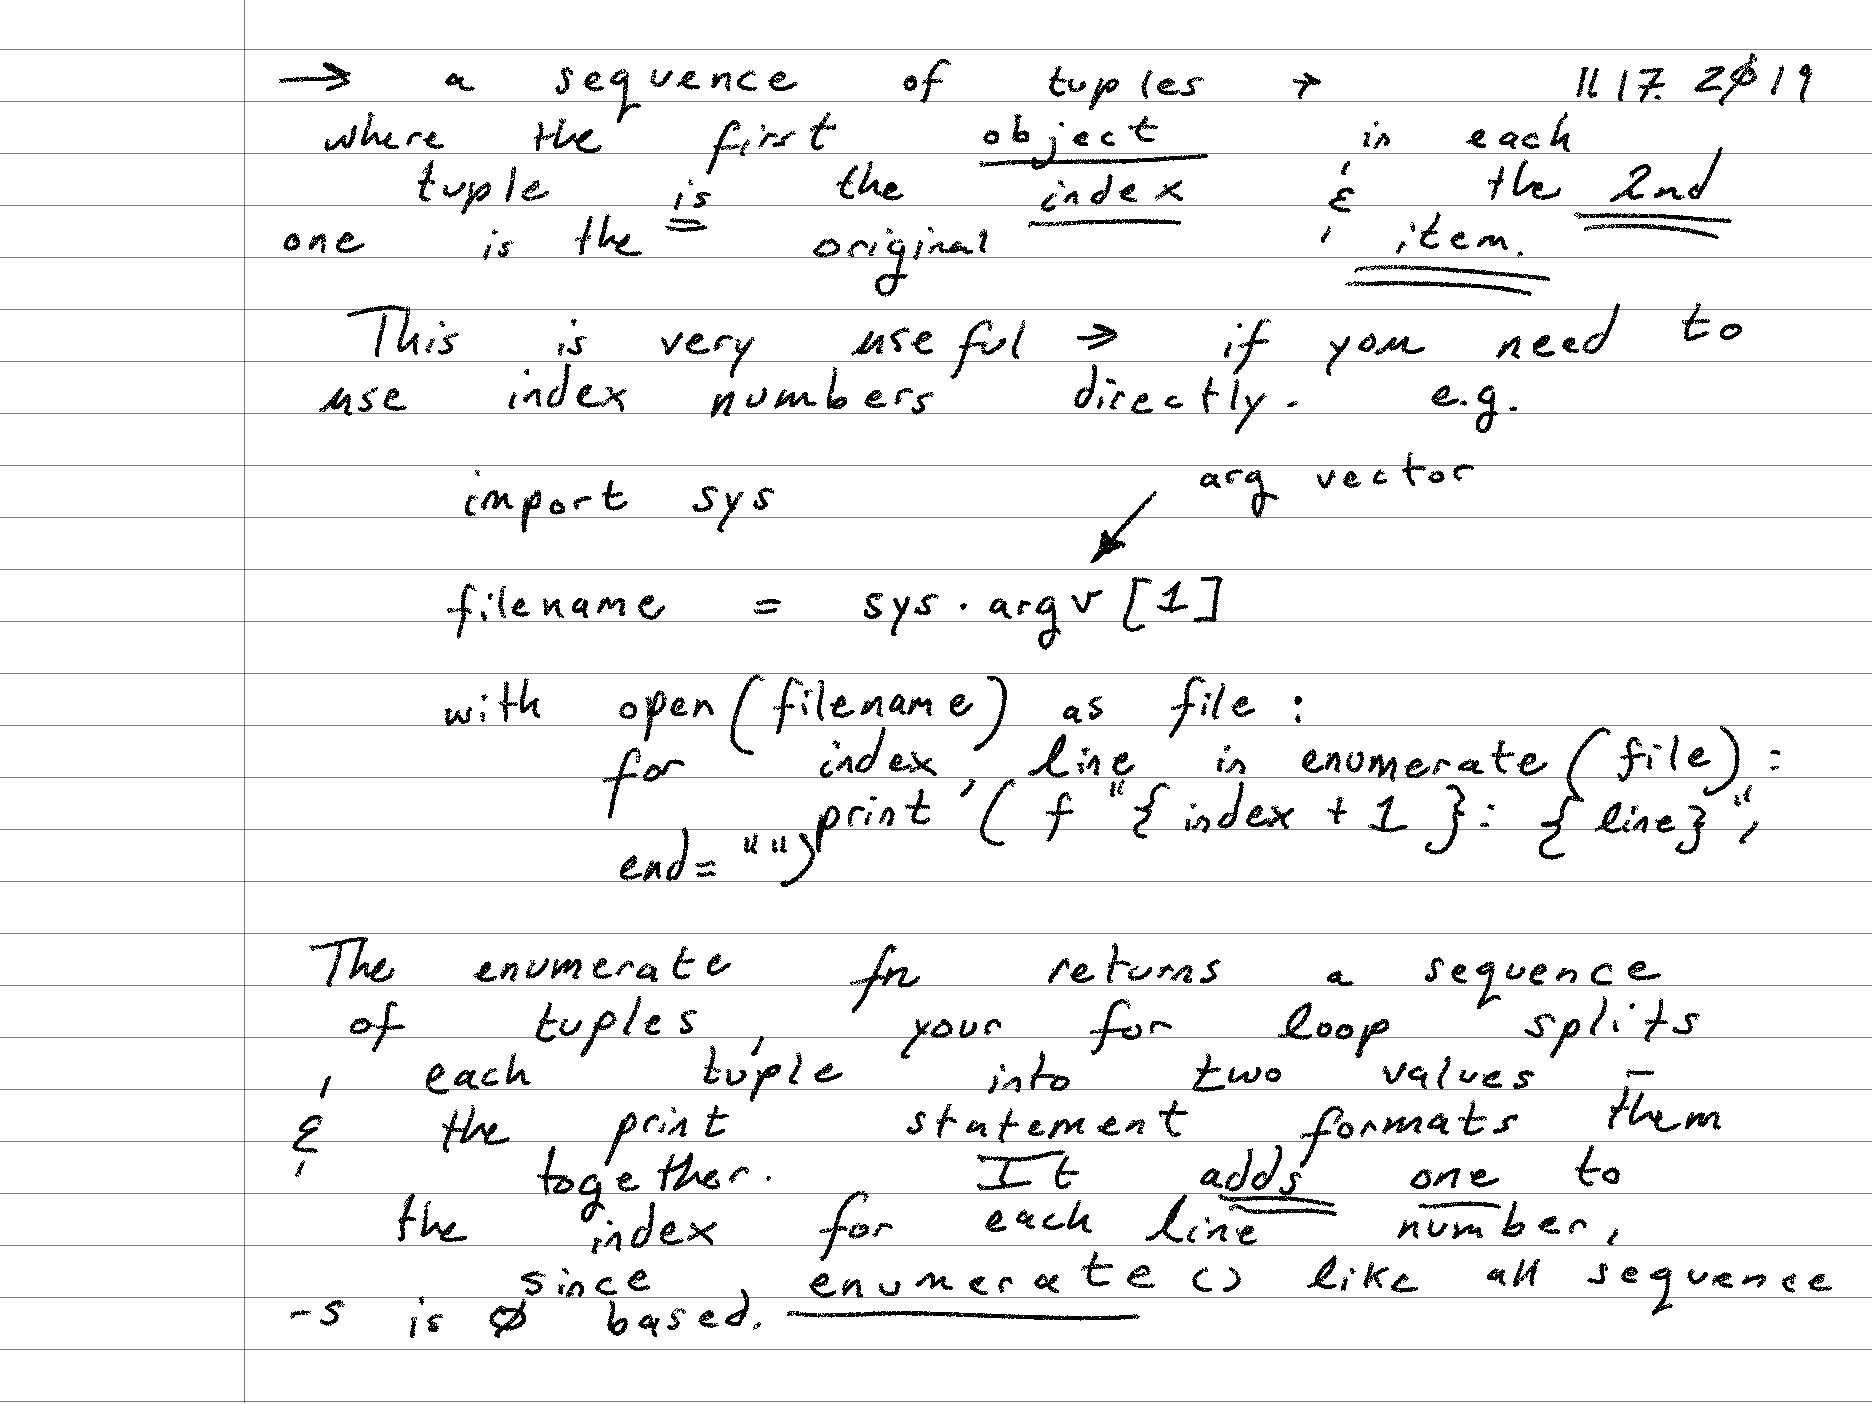 → a sequence of tuples → 11.17.2019
where the first object in each
tuple is the index & the 2nd
one is the original item.
This is very useful → if you need to
use index numbers directly. e.g.
arg vector
import sys
filename = sys.argv[1]
with open(filename) as file:
for index, line in enumerate(file):
print(f"{index + 1}: {line}",
end="")
The enumerate fn returns a sequence
of tuples, your for loop splits
each tuple into two values –
& the print statement formats them
together. It adds one to
the index for each line number,
since enumerate() like all sequence
-s is 0 based.